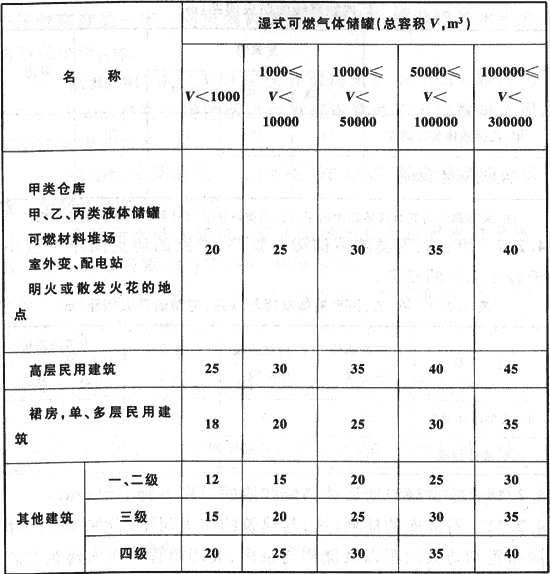 名 称
湿式可燃气体储罐(总容积 V,m³)
V<1000
1000≤
V<
10000
10000≤
V<
50000
50000≤
V<
100000
100000≤
V<
300000
甲类仓库
甲、乙、丙类液体储罐
可燃材料堆场
室外变、配电站
明火或散发火花的地
点
20 25 30 35 40
高层民用建筑 25 30 35 40 45
裙房,单、多层民用建
筑
18 20 25 30 35
其他建筑
一、二级 12 15 20 25 30
三级 15 20 25 30 35
四级 20 25 30 35 40